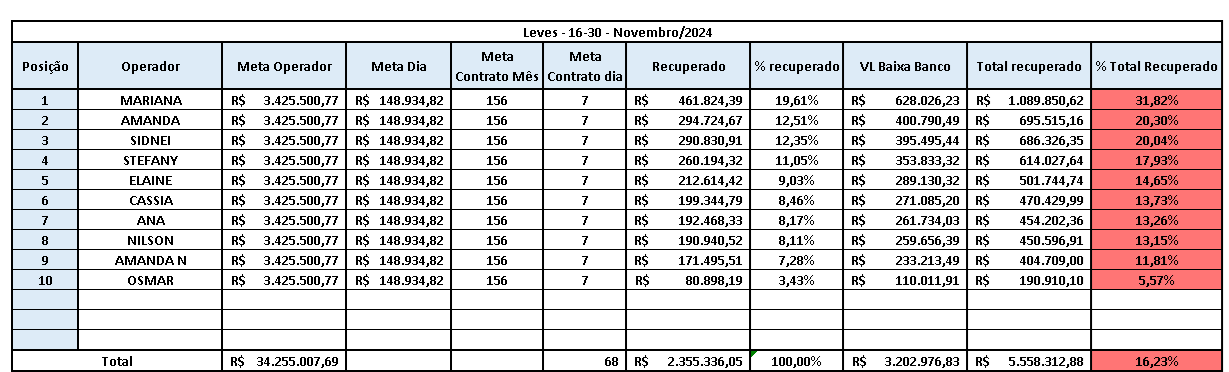 Leves - 16-30 - Novembro/2024
Posição Operador Meta Operador Meta Dia Meta Contrato Mês Meta Contrato dia Recuperado % recuperado VL Baixa Banco Total recuperado % Total Recuperado
1 MARIANA R$ 3.425.500,77 R$ 148.934,82 156 7 R$ 461.824,39 19,61% R$ 628.026,23 R$ 1.089.850,62 31,82%
2 AMANDA R$ 3.425.500,77 R$ 148.934,82 156 7 R$ 294.724,67 12,51% R$ 400.790,49 R$ 695.515,16 20,30%
3 SIDNEI R$ 3.425.500,77 R$ 148.934,82 156 7 R$ 290.830,91 12,35% R$ 395.495,44 R$ 686.326,35 20,04%
4 STEFANY R$ 3.425.500,77 R$ 148.934,82 156 7 R$ 260.194,32 11,05% R$ 353.833,32 R$ 614.027,64 17,93%
5 ELAINE R$ 3.425.500,77 R$ 148.934,82 156 7 R$ 212.614,42 9,03% R$ 289.130,32 R$ 501.744,74 14,65%
6 CASSIA R$ 3.425.500,77 R$ 148.934,82 156 7 R$ 199.344,79 8,46% R$ 271.085,20 R$ 470.429,99 13,73%
7 ANA R$ 3.425.500,77 R$ 148.934,82 156 7 R$ 192.468,33 8,17% R$ 261.734,03 R$ 454.202,36 13,26%
8 NILSON R$ 3.425.500,77 R$ 148.934,82 156 7 R$ 190.940,52 8,11% R$ 259.656,39 R$ 450.596,91 13,15%
9 AMANDA N R$ 3.425.500,77 R$ 148.934,82 156 7 R$ 171.495,51 7,28% R$ 233.213,49 R$ 404.709,00 11,81%
10 OSMAR R$ 3.425.500,77 R$ 148.934,82 156 7 R$ 80.898,19 3,43% R$ 110.011,91 R$ 190.910,10 5,57%
Total R$ 34.255.007,69 68 R$ 2.355.336,05 100,00% R$ 3.202.976,83 R$ 5.558.312,88 16,23%